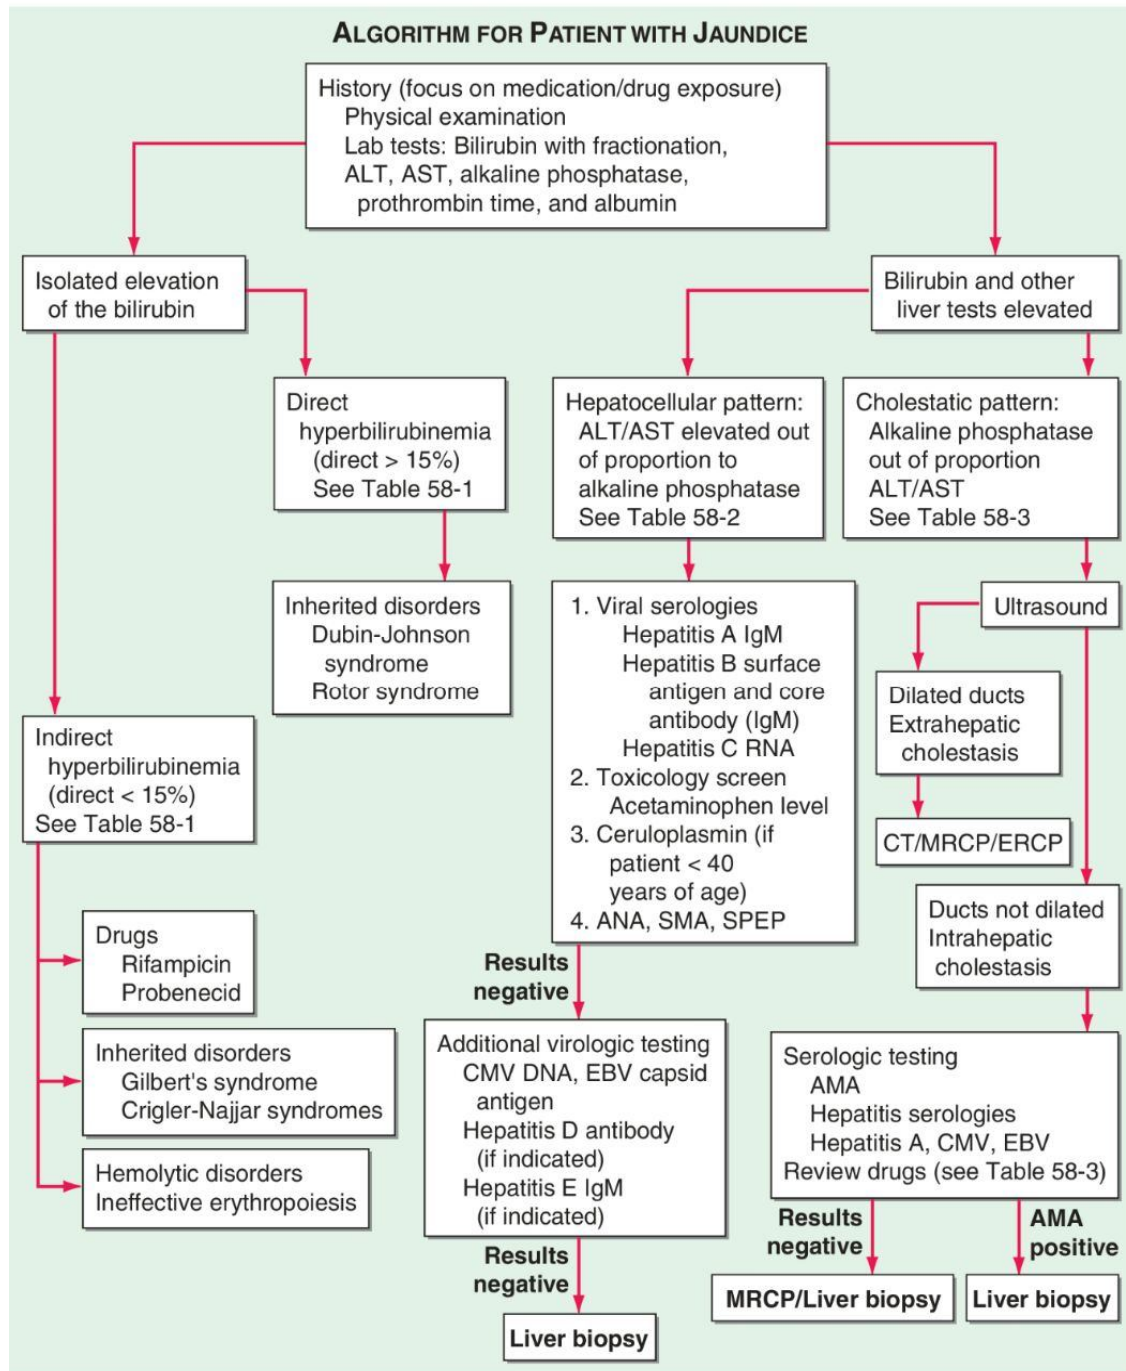 ALGORITHM FOR PATIENT WITH JAUNDICE
History (focus on medication/drug exposure)
Physical examination
Lab tests: Bilirubin with fractionation,
ALT, AST, alkaline phosphatase,
prothrombin time, and albumin
Isolated elevation
of the bilirubin
Bilirubin and other
liver tests elevated
Direct
hyperbilirubinemia
(direct > 15%)
See Table 58-1
Hepatocellular pattern:
ALT/AST elevated out
of proportion to
alkaline phosphatase
See Table 58-2
Cholestatic pattern:
Alkaline phosphatase
out of proportion
ALT/AST
See Table 58-3
Inherited disorders
Dubin-Johnson
syndrome
Rotor syndrome
1. Viral serologies
Hepatitis A IgM
Hepatitis B surface
antigen and core
antibody (IgM)
Hepatitis C RNA
2. Toxicology screen
Acetaminophen level
3. Ceruloplasmin (if
patient < 40
years of age)
4. ANA, SMA, SPEP
Ultrasound
Dilated ducts
Extrahepatic
cholestasis
CT/MRCP/ERCP
Indirect
hyperbilirubinemia
(direct < 15%)
See Table 58-1
Ducts not dilated
Intrahepatic
cholestasis
Drugs
Rifampicin
Probenecid
Results
negative
Inherited disorders
Gilbert's syndrome
Crigler-Najjar syndromes
Additional virologic testing
CMV DNA, EBV capsid
antigen
Hepatitis D antibody
(if indicated)
Hepatitis E IgM
(if indicated)
Serologic testing
AMA
Hepatitis serologies
Hepatitis A, CMV, EBV
Review drugs (see Table 58-3)
Hemolytic disorders
Ineffective erythropoiesis
Results
negative
AMA
positive
Results
negative
MRCP/Liver biopsy
Liver biopsy
Liver biopsy